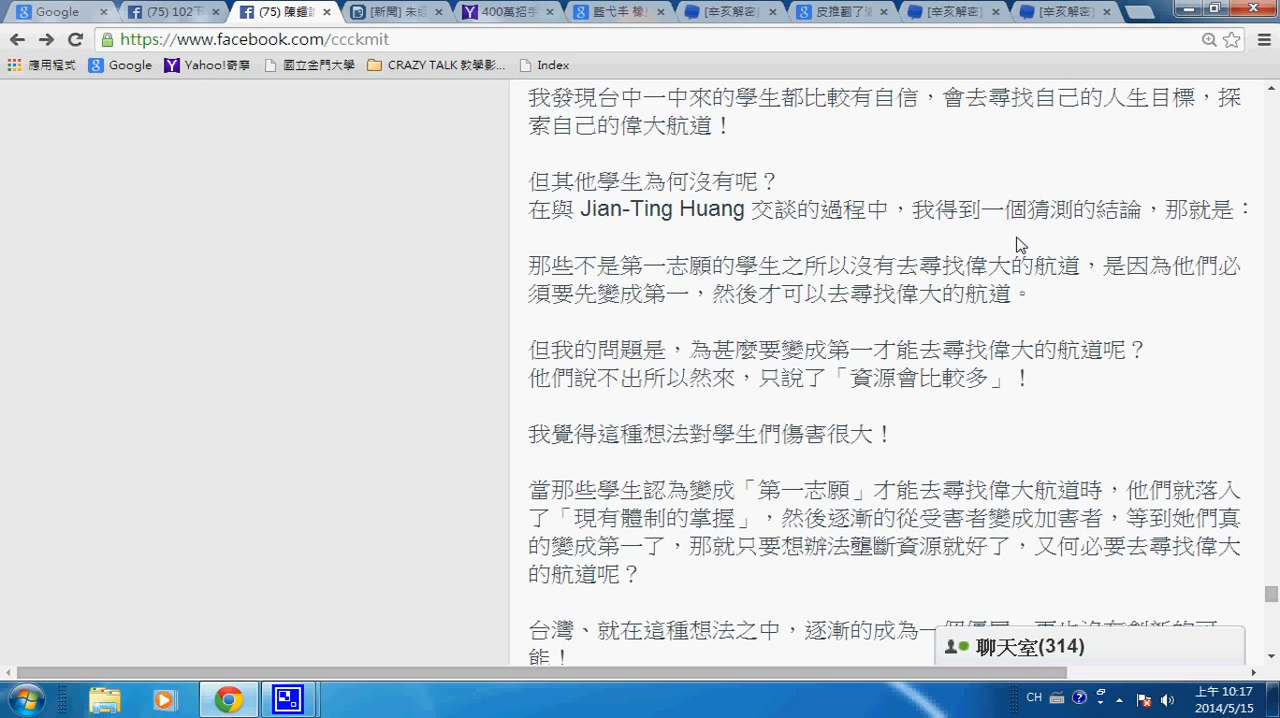 Google
(75) 102下
(75) 陳鍾誠
[新聞] 朱經
400萬招手
藍弋手 橡
[辛亥解密]
皮推翻了
[辛亥解密]
[辛亥解密]
https://www.facebook.com/ccckmit
應用程式 Google Yahoo!奇摩 國立金門大學 CRAZY TALK 教學影... Index
我發現台中一中來的學生都比較有自信，會去尋找自己的人生目標，探
索自己的偉大航道！
但其他學生為何沒有呢？
在與 Jian-Ting Huang 交談的過程中，我得到一個猜測的結論，那就是：
那些不是第一志願的學生之所以沒有去尋找偉大的航道，是因為他們必
須要先變成第一，然後才可以去尋找偉大的航道。
但我的問題是，為甚麼要變成第一才能去尋找偉大的航道呢？
他們說不出所以然來，只說了「資源會比較多」！
我覺得這種想法對學生們傷害很大！
當那些學生認為變成「第一志願」才能去尋找偉大航道時，他們就落入
了「現有體制的掌握」，然後逐漸的從受害者變成加害者，等到她們真
的變成第一了，那就只要想辦法壟斷資源就好了，又何必要去尋找偉大
的航道呢？
台灣、就在這種想法之中，逐漸的成為一
能！
聊天室(314)
CH
上午 10:17
2014/5/15